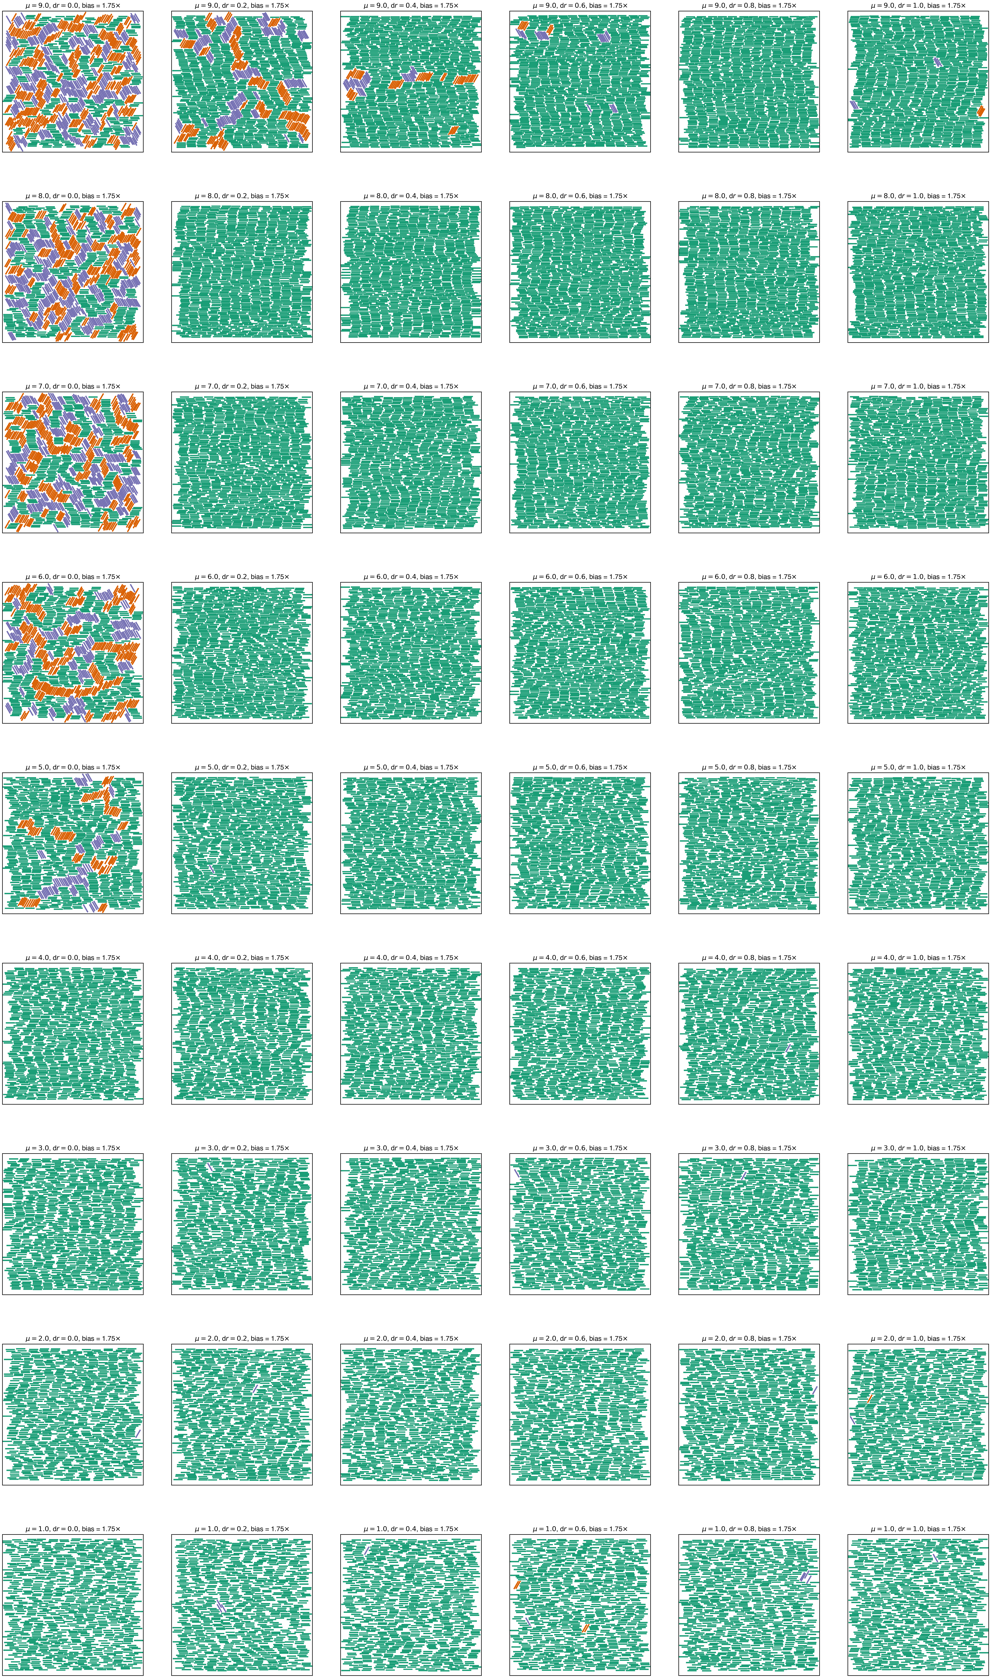 μ = 9.0, dr = 0.0, bias = 1.75×
μ = 9.0, dr = 0.2, bias = 1.75×
μ = 9.0, dr = 0.4, bias = 1.75×
μ = 9.0, dr = 0.6, bias = 1.75×
μ = 9.0, dr = 0.8, bias = 1.75×
μ = 9.0, dr = 1.0, bias = 1.75×
μ = 8.0, dr = 0.0, bias = 1.75×
μ = 8.0, dr = 0.2, bias = 1.75×
μ = 8.0, dr = 0.4, bias = 1.75×
μ = 8.0, dr = 0.6, bias = 1.75×
μ = 8.0, dr = 0.8, bias = 1.75×
μ = 8.0, dr = 1.0, bias = 1.75×
μ = 7.0, dr = 0.0, bias = 1.75×
μ = 7.0, dr = 0.2, bias = 1.75×
μ = 7.0, dr = 0.4, bias = 1.75×
μ = 7.0, dr = 0.6, bias = 1.75×
μ = 7.0, dr = 0.8, bias = 1.75×
μ = 7.0, dr = 1.0, bias = 1.75×
μ = 6.0, dr = 0.0, bias = 1.75×
μ = 6.0, dr = 0.2, bias = 1.75×
μ = 6.0, dr = 0.4, bias = 1.75×
μ = 6.0, dr = 0.6, bias = 1.75×
μ = 6.0, dr = 0.8, bias = 1.75×
μ = 6.0, dr = 1.0, bias = 1.75×
μ = 5.0, dr = 0.0, bias = 1.75×
μ = 5.0, dr = 0.2, bias = 1.75×
μ = 5.0, dr = 0.4, bias = 1.75×
μ = 5.0, dr = 0.6, bias = 1.75×
μ = 5.0, dr = 0.8, bias = 1.75×
μ = 5.0, dr = 1.0, bias = 1.75×
μ = 4.0, dr = 0.0, bias = 1.75×
μ = 4.0, dr = 0.2, bias = 1.75×
μ = 4.0, dr = 0.4, bias = 1.75×
μ = 4.0, dr = 0.6, bias = 1.75×
μ = 4.0, dr = 0.8, bias = 1.75×
μ = 4.0, dr = 1.0, bias = 1.75×
μ = 3.0, dr = 0.0, bias = 1.75×
μ = 3.0, dr = 0.2, bias = 1.75×
μ = 3.0, dr = 0.4, bias = 1.75×
μ = 3.0, dr = 0.6, bias = 1.75×
μ = 3.0, dr = 0.8, bias = 1.75×
μ = 3.0, dr = 1.0, bias = 1.75×
μ = 2.0, dr = 0.0, bias = 1.75×
μ = 2.0, dr = 0.2, bias = 1.75×
μ = 2.0, dr = 0.4, bias = 1.75×
μ = 2.0, dr = 0.6, bias = 1.75×
μ = 2.0, dr = 0.8, bias = 1.75×
μ = 2.0, dr = 1.0, bias = 1.75×
μ = 1.0, dr = 0.0, bias = 1.75×
μ = 1.0, dr = 0.2, bias = 1.75×
μ = 1.0, dr = 0.4, bias = 1.75×
μ = 1.0, dr = 0.6, bias = 1.75×
μ = 1.0, dr = 0.8, bias = 1.75×
μ = 1.0, dr = 1.0, bias = 1.75×